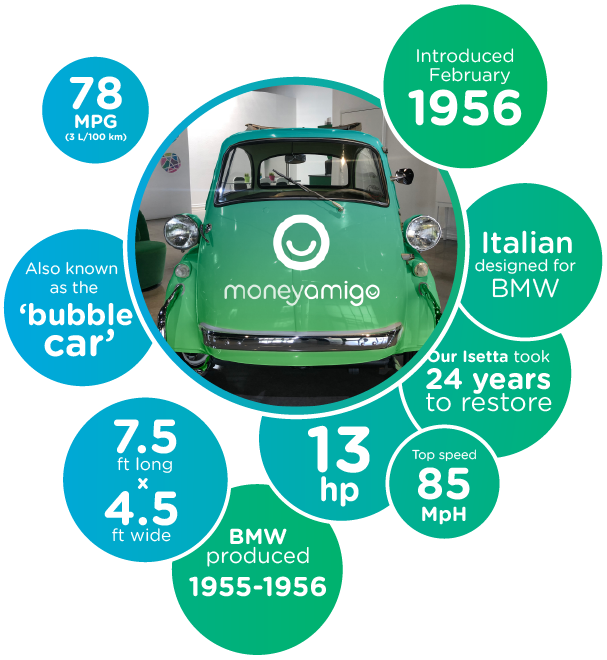 78
MPG
(3 L/100 km)
Introduced
February
1956
moneyamigo
Italian
designed for
BMW
Also known
as the
‘bubble
car’
Our Isetta took
24 years
to restore
7.5
ft long
x
4.5
ft wide
13
hp
Top speed
85
MpH
BMW
produced
1955-1956